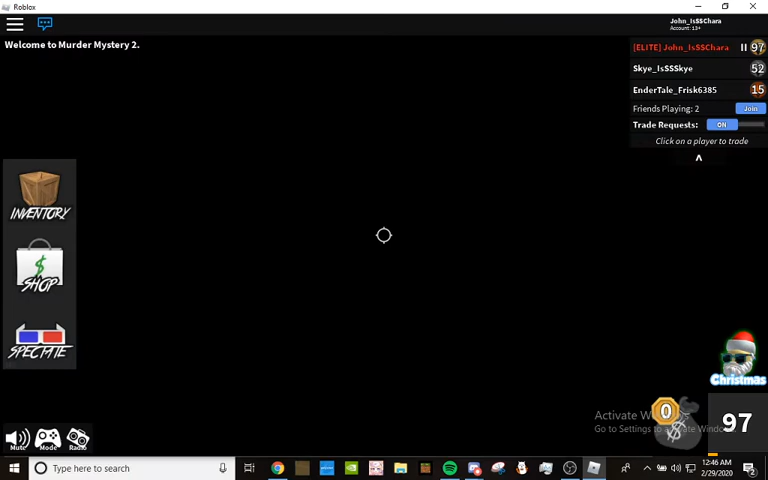 Roblox
John_IsSSChara
Account: 13+
Welcome to Murder Mystery 2.
[ELITE] John_IsSSChara 97
Skye_IsSSSkye 52
EnderTale_Frisk6385 15
Friends Playing: 2 Join
Trade Requests: ON
Click on a player to trade
INVENTORY
$
SHOP
SPECTATE
Christmas
Activate Windows
Go to Settings to activate Windows.
0
$
97
Mute Mode Radio
Type here to search
12:46 AM
2/29/2020
2